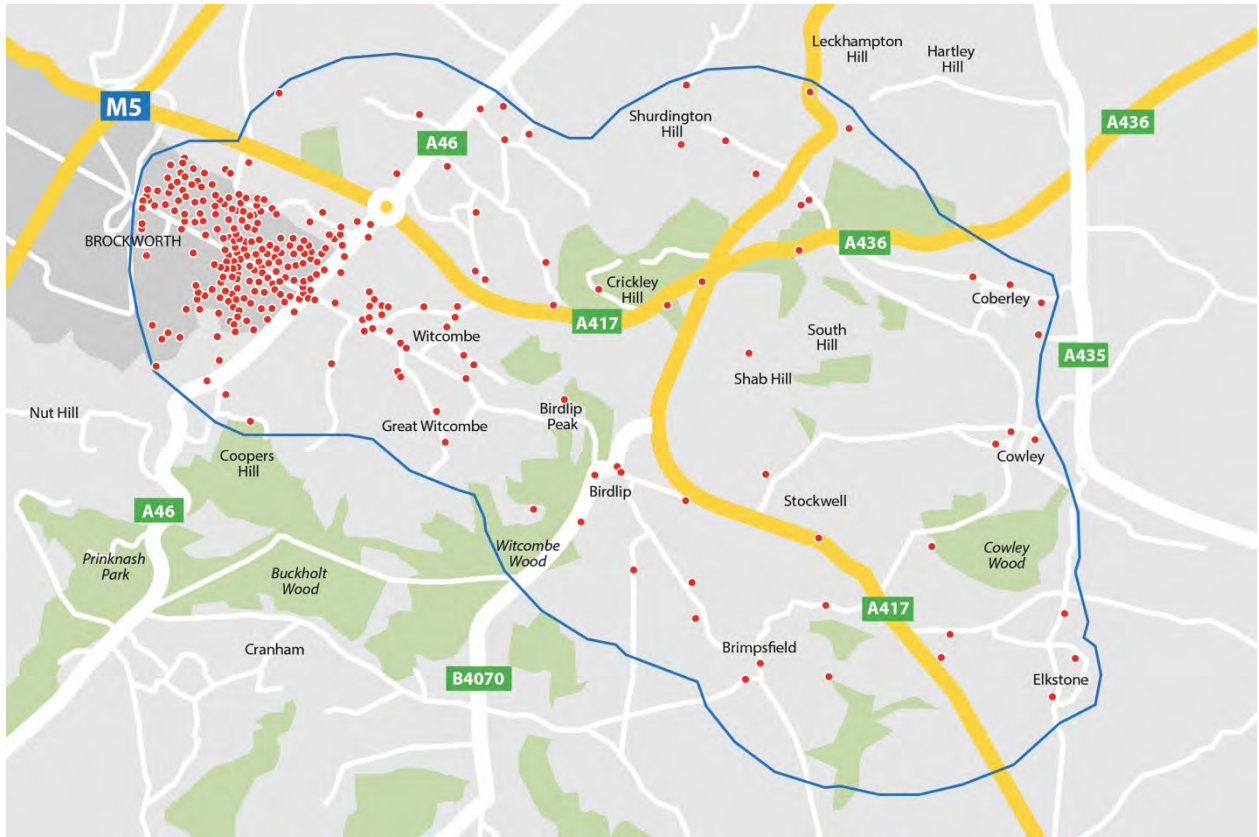 Leckhampton
Hill
Hartley
Hill
M5
Shurdington
Hill
A436
A46
BROCKWORTH
A436
Crickley
Hill
Coberley
A417
Witcombe
South
Hill
A435
Shab Hill
Nut Hill
Birdlip
Peak
Great Witcombe
Coopers
Hill
Cowley
Birdlip
Stockwell
A46
Prinknash
Park
Buckholt
Wood
Witcombe
Wood
Cowley
Wood
A417
Cranham
Brimpsfield
B4070
Elkstone